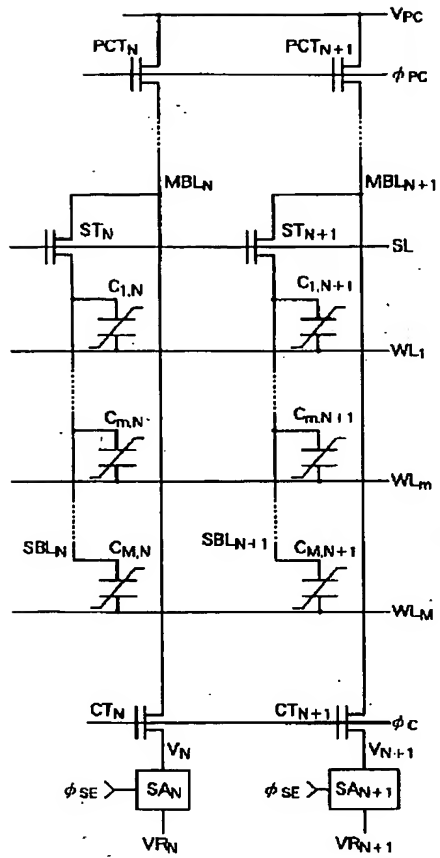 VPC
PCTN PCTN+1
ϕPC
MBLN MBLN+1
STN STN+1 SL
C1,N C1,N+1
WL1
Cm,N Cm,N+1
WLm
SBLN CM,N SBLN+1 CM,N+1
WLM
CTN CTN+1 ϕC
VN VN+1
ϕSE SAN ϕSE SAN+1
VRN VRN+1